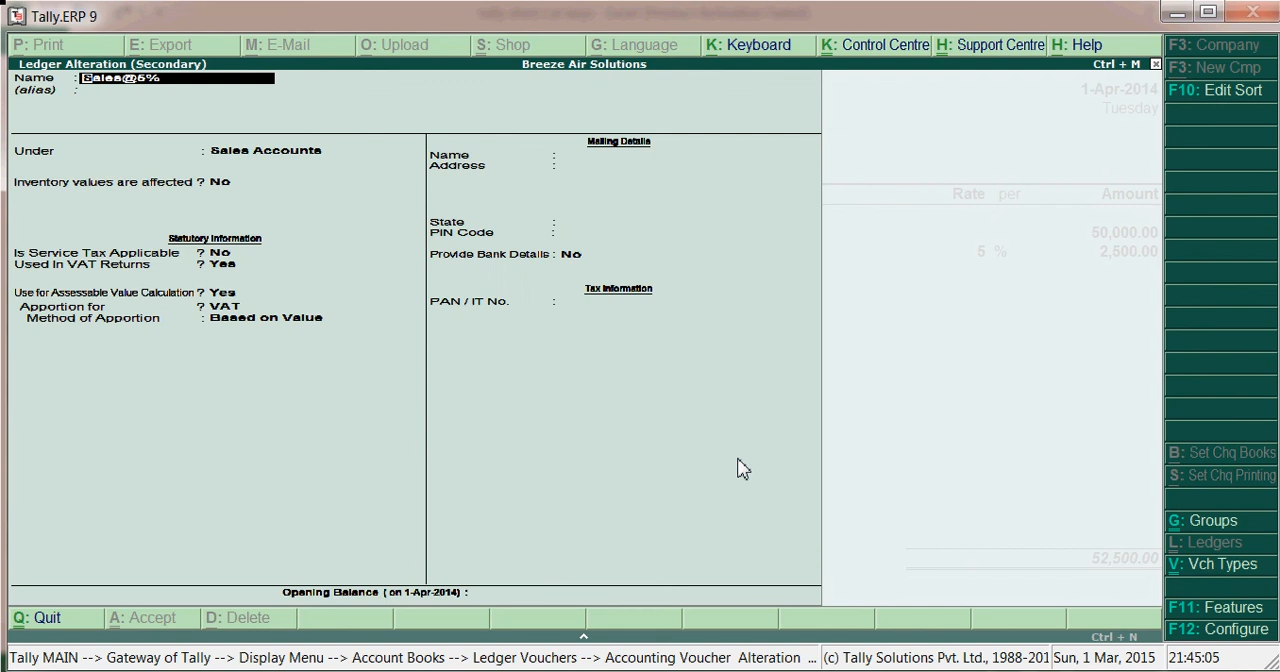 Tally.ERP 9
P: Print E: Export M: E-Mail O: Upload S: Shop G: Language K: Keyboard K: Control Centre H: Support Centre H: Help
Ledger Alteration (Secondary) Breeze Air Solutions Ctrl + M
Name : Sales@5%
(alias) :
Under : Sales Accounts
Inventory values are affected ? No
Statutory Information
Is Service Tax Applicable ? No
Used In VAT Returns ? Yes
Use for Assessable Value Calculation ? Yes
Apportion for ? VAT
Method of Apportion : Based on Value
Mailing Details
Name :
Address :
State :
PIN Code :
Provide Bank Details : No
Tax Information
PAN / IT No. :
Opening Balance ( on 1-Apr-2014) :
1-Apr-2014
Tuesday
Rate per Amount
50,000.00
5 % 2,500.00
52,500.00
F3: Company
F3: New Cmp
F10: Edit Sort
B: Set Chq Books
S: Set Chq Printing
G: Groups
L: Ledgers
V: Vch Types
F11: Features
F12: Configure
Q: Quit A: Accept D: Delete
Ctrl + N
Tally MAIN --> Gateway of Tally --> Display Menu --> Account Books --> Ledger Vouchers --> Accounting Voucher Alteration ... (c) Tally Solutions Pvt. Ltd., 1988-201 Sun, 1 Mar, 2015 21:45:05